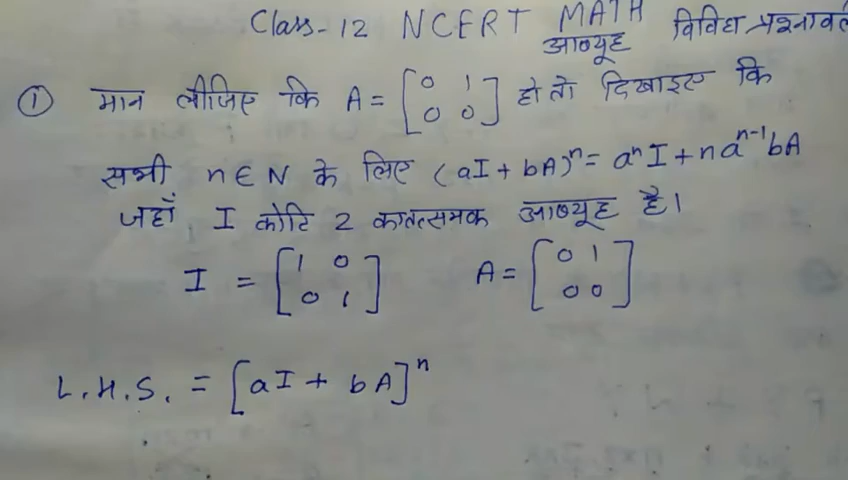 Class-12 NCERT MATH
आव्यूह विविध प्रश्नावली
① मान लीजिए कि A = [0 1 0 0] हो तो दिखाइए कि
सभी n∈N के लिए (aI + bA)ⁿ = aⁿI + naⁿ⁻¹bA
जहाँ I कोटि 2 का तत्समक आव्यूह है।
I = [1 0 0 1] A = [0 1 0 0]
L.H.S. = [aI + bA]ⁿ